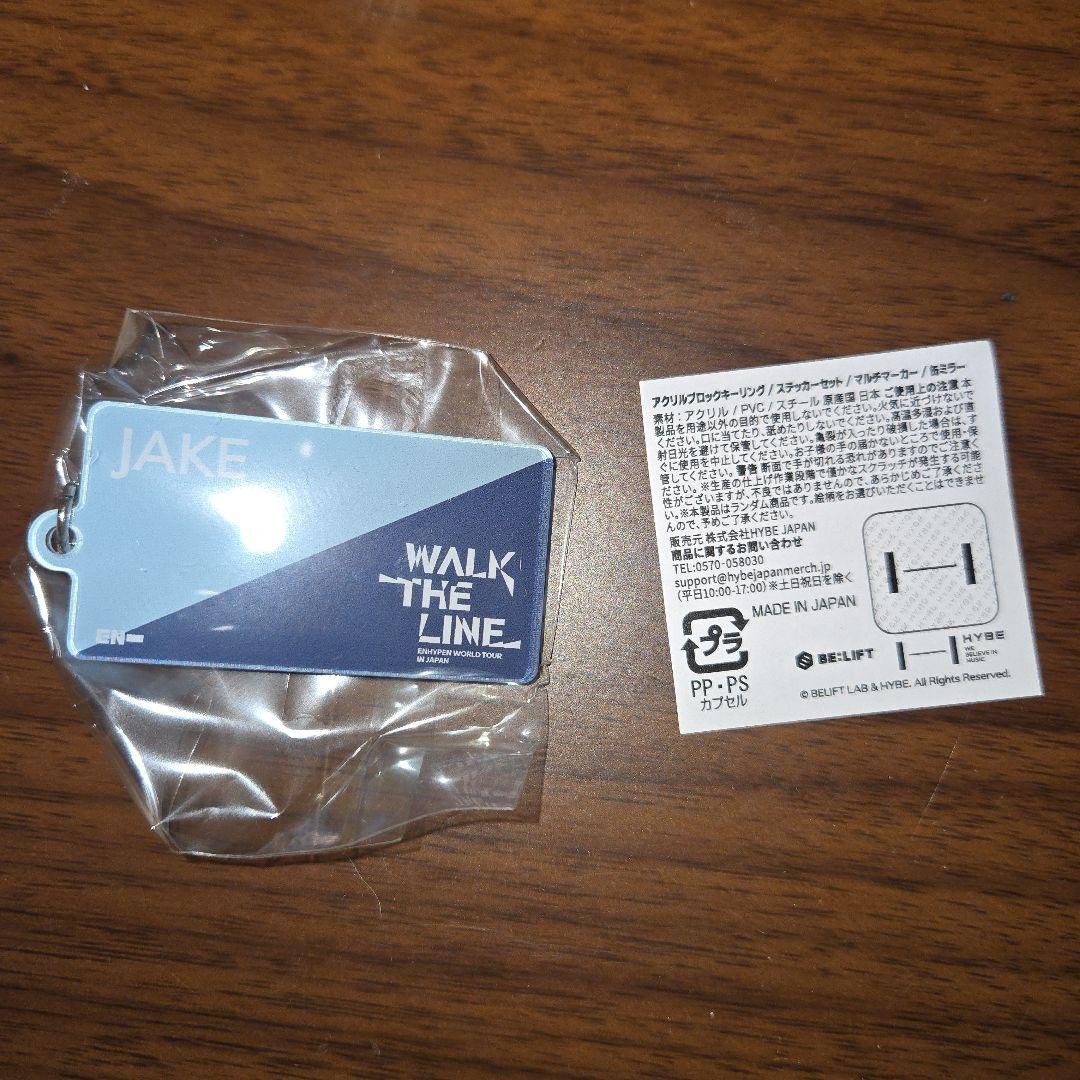 JAKE
EN-
WALK
THE
LINE
ENHYPEN WORLD TOUR
IN JAPAN
アクリルブロックキーリング / ステッカーセット / マルチマーカー / 缶ミラー
素材：アクリル / PVC / スチール 原産国 日本 ご使用上の注意 本
製品を用途以外の目的で使用しないでください。火気に近づけないで
ください。口に当てたり、舐めたりしないでください。高温多湿および直
射日光を避けて保管してください。亀裂が入ったり破損した場合は、す
ぐに使用を中止してください。お子様の手の届かないところで使用・保
管してください。警告 断面で手が切れる恐れがありますのでご注意く
ださい。※生産の仕上げ作業段階で僅かなスクラッチが発生する可能
性がございますが、不良ではありませんので、あらかじめご了承くださ
い。※本製品はランダム商品です。絵柄をお選びいただくことはできませ
んので、予めご了承ください。
販売元 株式会社HYBE JAPAN
商品に関するお問い合わせ
TEL:0570-058030
support@hybejapanmerch.jp
（平日10:00-17:00）※土日祝日を除く
プラ
MADE IN JAPAN
PP・PS
カプセル
BE:LIFT
HYBE
WE
BELIEVE IN
MUSIC
© BELIFT LAB & HYBE. All Rights Reserved.